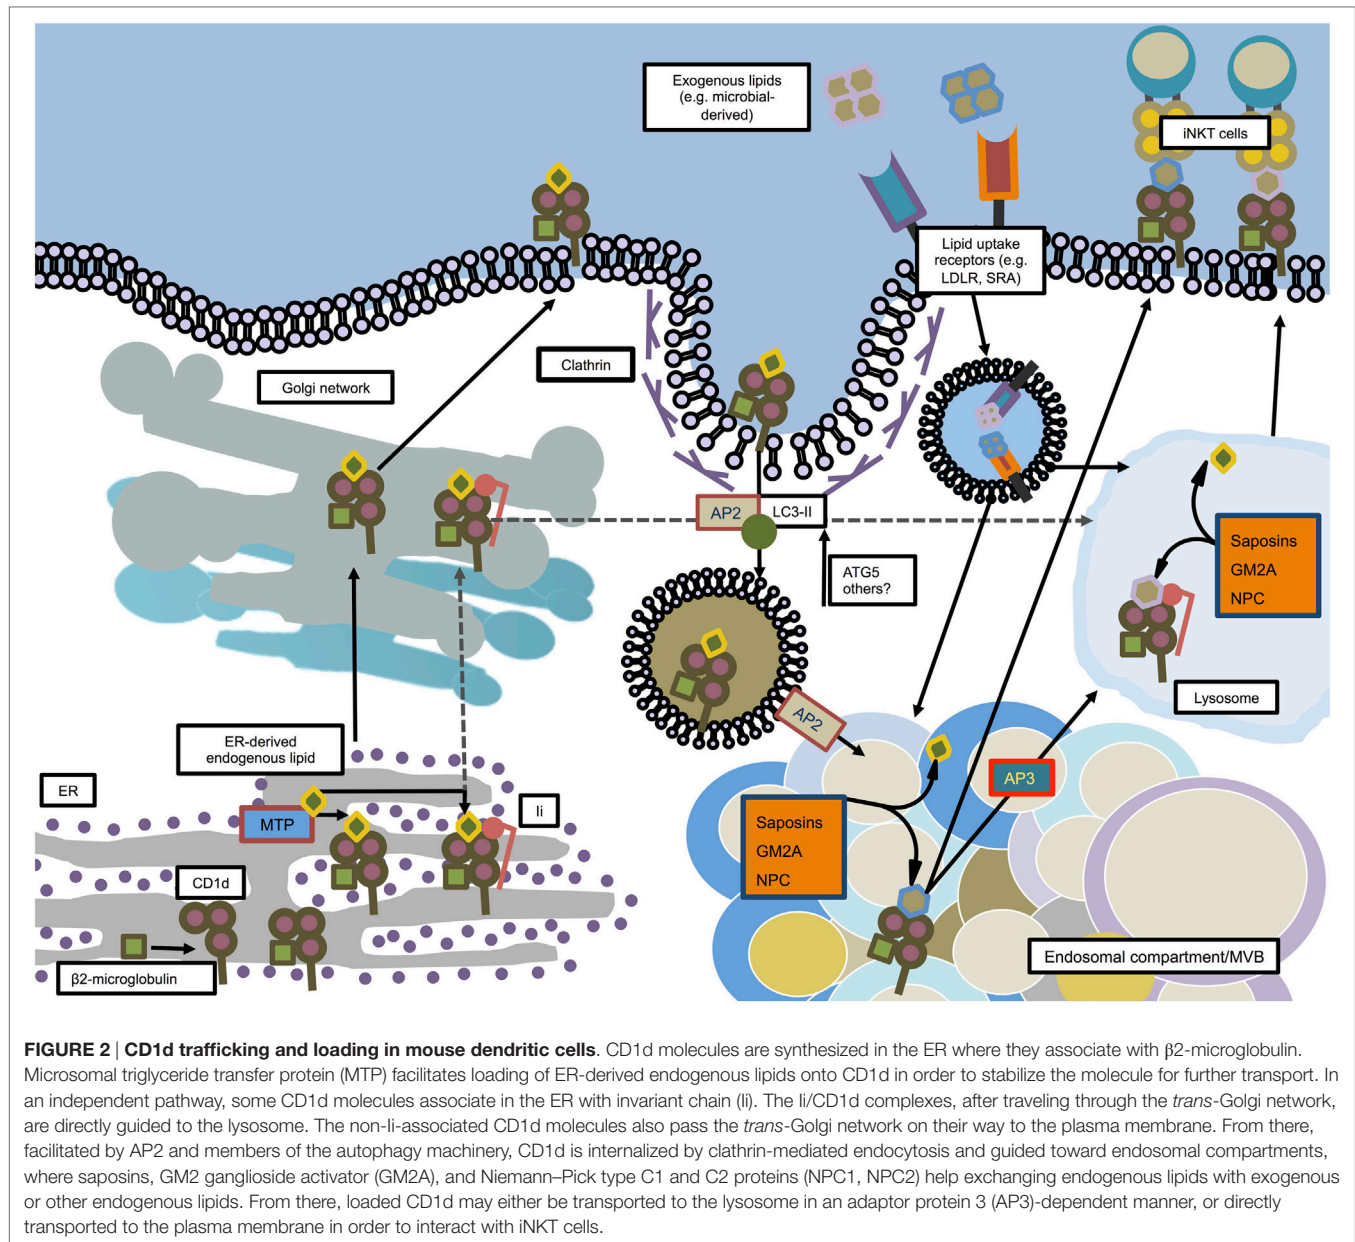 Exogenous lipids
(e.g. microbial-
derived)
iNKT cells
Lipid uptake
receptors (e.g.
LDLR, SRA)
Clathrin
Golgi network
AP2
LC3-II
ATG5
others?
Saposins
GM2A
NPC
Lysosome
AP2
ER-derived
endogenous lipid
ER
MTP
Ii
CD1d
β2-microglobulin
AP3
Saposins
GM2A
NPC
Endosomal compartment/MVB
FIGURE 2 | CD1d trafficking and loading in mouse dendritic cells. CD1d molecules are synthesized in the ER where they associate with β2-microglobulin.
Microsomal triglyceride transfer protein (MTP) facilitates loading of ER-derived endogenous lipids onto CD1d in order to stabilize the molecule for further transport. In
an independent pathway, some CD1d molecules associate in the ER with invariant chain (Ii). The Ii/CD1d complexes, after traveling through the trans-Golgi network,
are directly guided to the lysosome. The non-Ii-associated CD1d molecules also pass the trans-Golgi network on their way to the plasma membrane. From there,
facilitated by AP2 and members of the autophagy machinery, CD1d is internalized by clathrin-mediated endocytosis and guided toward endosomal compartments,
where saposins, GM2 ganglioside activator (GM2A), and Niemann–Pick type C1 and C2 proteins (NPC1, NPC2) help exchanging endogenous lipids with exogenous
or other endogenous lipids. From there, loaded CD1d may either be transported to the lysosome in an adaptor protein 3 (AP3)-dependent manner, or directly
transported to the plasma membrane in order to interact with iNKT cells.